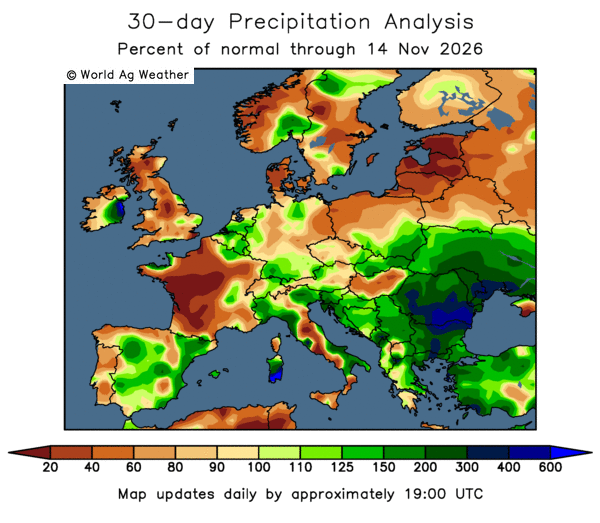 30-day Precipitation Analysis
Percent of normal through 14 Nov 2026
© World Ag Weather
20 40 60 80 90 100 110 125 150 200 300 400 600
Map updates daily by approximately 19:00 UTC